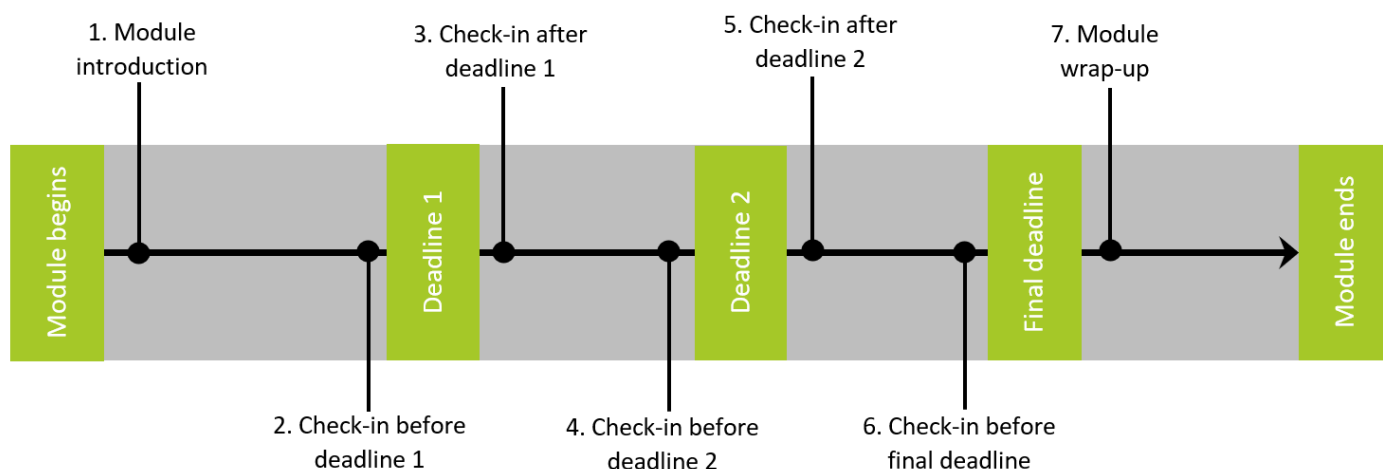 1. Module
introduction
3. Check-in after
deadline 1
5. Check-in after
deadline 2
7. Module
wrap-up
Module begins
Deadline 1
Deadline 2
Final deadline
Module ends
2. Check-in before
deadline 1
4. Check-in before
deadline 2
6. Check-in before
final deadline